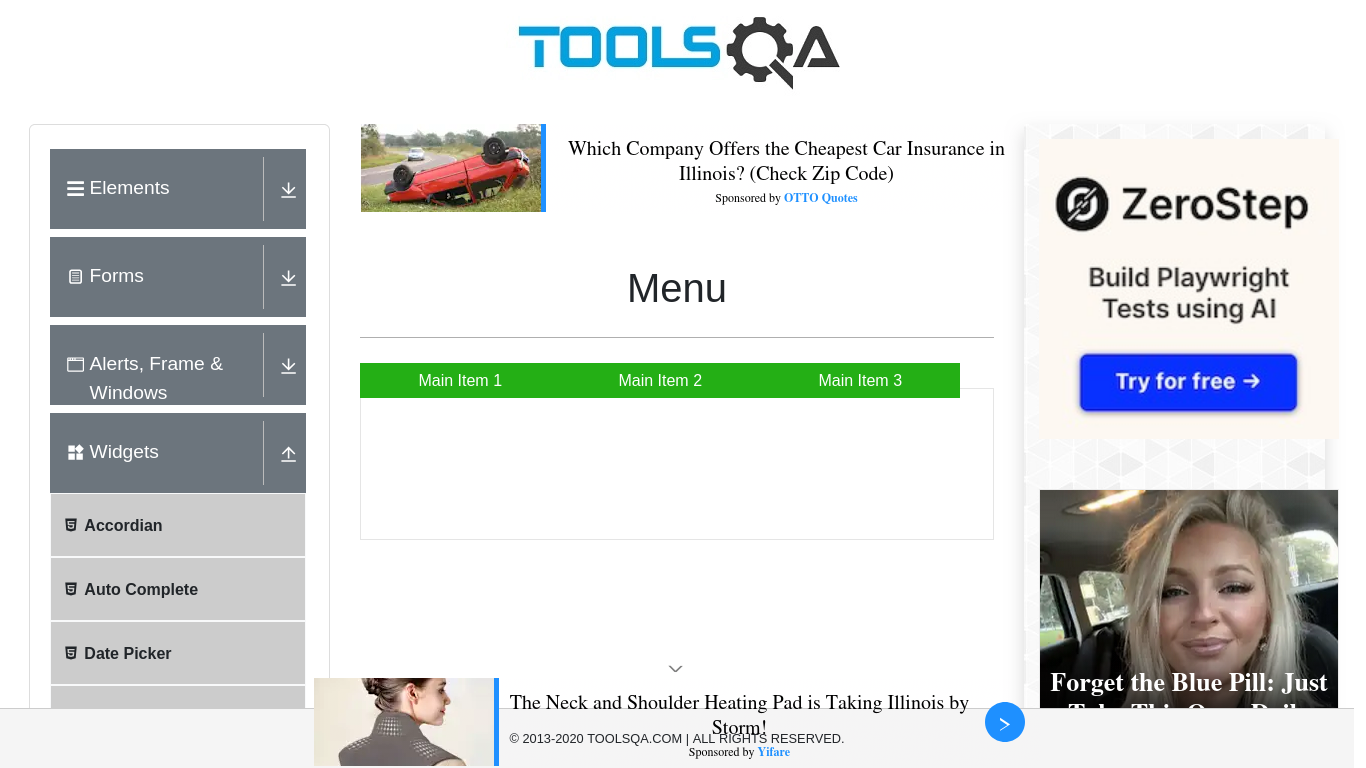 TOOLSQA
Elements
Forms
Alerts, Frame &
Windows
Widgets
Accordian
Auto Complete
Date Picker
Which Company Offers the Cheapest Car Insurance in
Illinois? (Check Zip Code)
Sponsored by OTTO Quotes
Menu
Main Item 1
Main Item 2
Main Item 3
ZeroStep
Build Playwright
Tests using AI
Try for free →
Forget the Blue Pill: Just
The Neck and Shoulder Heating Pad is Taking Illinois by
Storm!
© 2013-2020 TOOLSQA.COM | ALL RIGHTS RESERVED.
Sponsored by Yifare